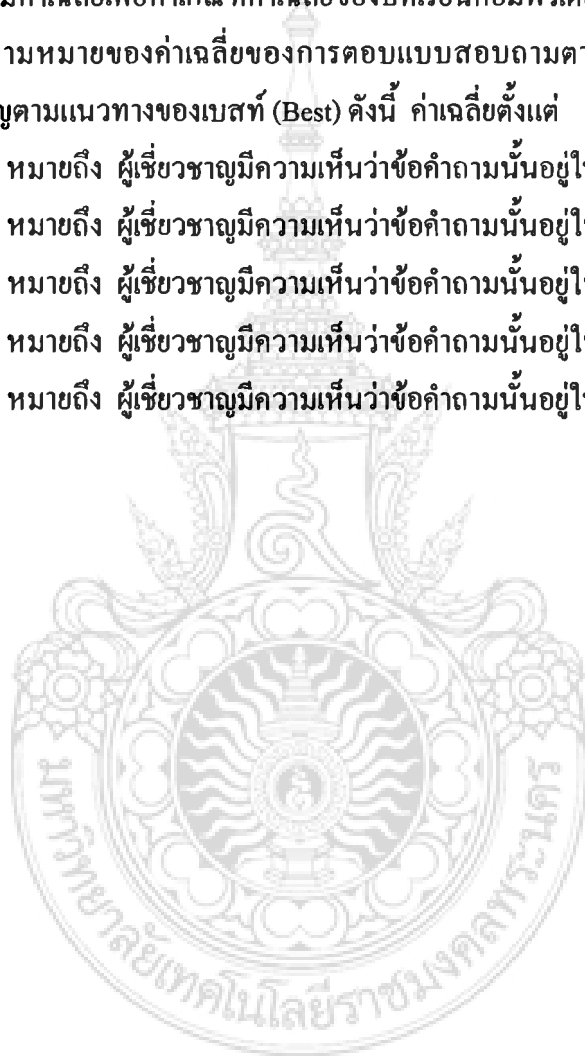 ามหมายของค่าเฉลี่ยของการตอบแบบสอบถามตา
ญตามแนวทางของเบสท์ (Best) ดังนี้ ค่าเฉลี่ยตั้งแต่
หมายถึง ผู้เชี่ยวชาญมีความเห็นว่าข้อคำถามนั้นอยู่ใ
หมายถึง ผู้เชี่ยวชาญมีความเห็นว่าข้อคำถามนั้นอยู่ใ
หมายถึง ผู้เชี่ยวชาญมีความเห็นว่าข้อคำถามนั้นอยู่ใ
หมายถึง ผู้เชี่ยวชาญมีความเห็นว่าข้อคำถามนั้นอยู่ใ
หมายถึง ผู้เชี่ยวชาญมีความเห็นว่าข้อคำถามนั้นอยู่ใ
มหาวิทยาลัยเทคโนโลยีราชมงคลพระนคร